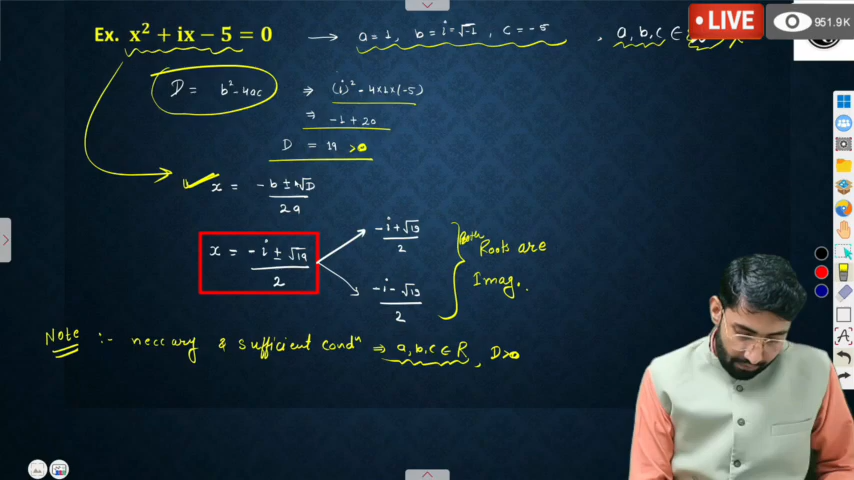 LIVE 951.9K
Ex. x² + ix − 5 = 0 → a = 1, b = i = √-1, c = -5, a, b, c ∈
D = b² - 4ac ⇒ (i)² - 4×1×(-5)
⇒ -1 + 20
D = 19 > 0
x = -b ± √D / 2a
x = -i ± √19 / 2
-i + √19 / 2
-i - √19 / 2
Both Roots are
Imag.
Note :- neccary & sufficient condⁿ ⇒ a, b, c ∈ R, D>0